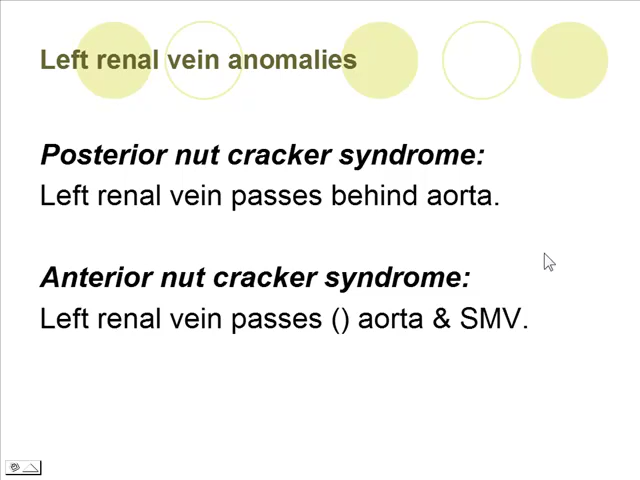 Left renal vein anomalies
Posterior nut cracker syndrome:
Left renal vein passes behind aorta.
Anterior nut cracker syndrome:
Left renal vein passes () aorta & SMV.